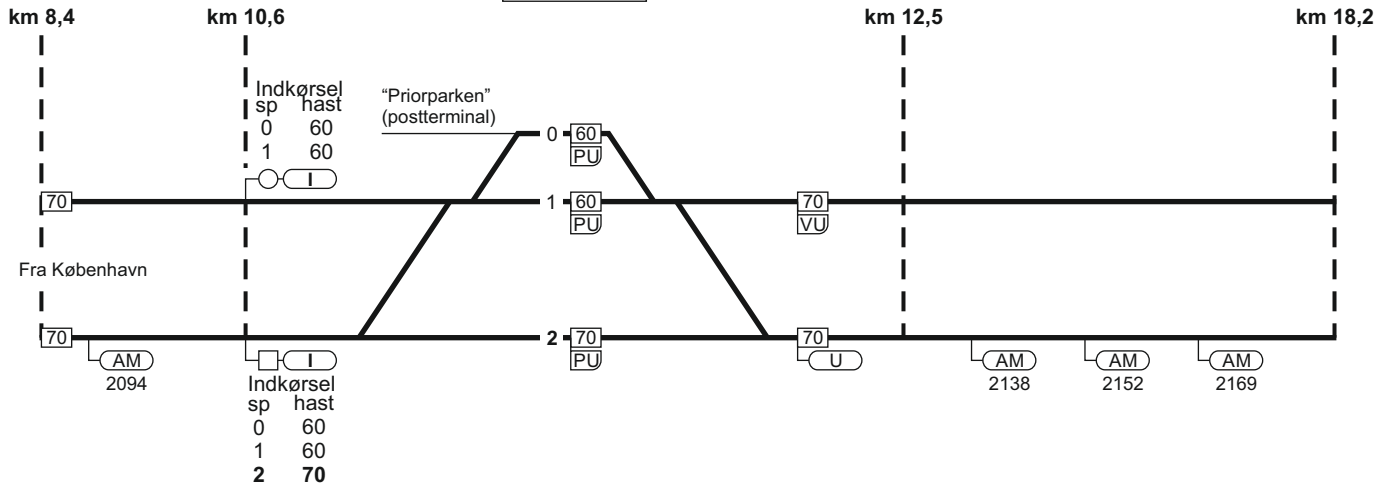 km 8,4 km 10,6 km 12,5 km 18,2
Indkørsel
sp hast
0 60
1 60
I
"Priorparken"
(postterminal)
0 60
PU
70 1 60 70
PU VU
Fra København
70 2 70 70
AM I PU U AM AM AM
2094 2138 2152 2169
Indkørsel
sp hast
0 60
1 60
2 70